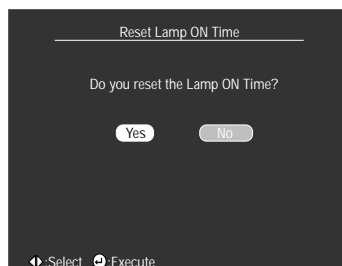 Reset Lamp ON Time
Do you reset the Lamp ON Time?
Yes No
:Select :Execute